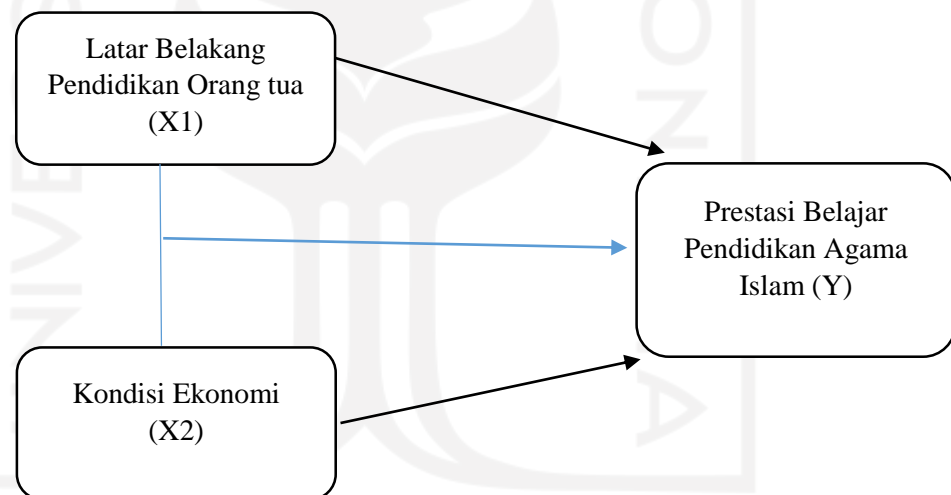 Latar Belakang
Pendidikan Orang tua
(X1)
Prestasi Belajar
Pendidikan Agama
Islam (Y)
Kondisi Ekonomi
(X2)